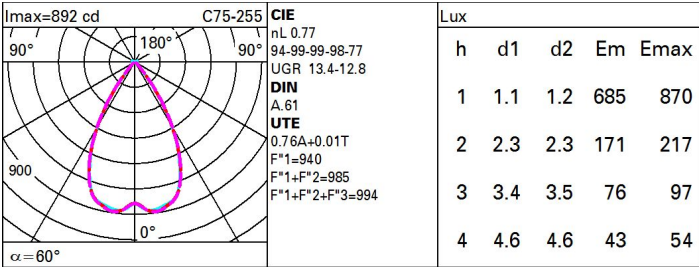 Imax=892 cd C75-255
90° 180° 90°
900
0°
α=60°
CIE
nL 0.77
94-99-99-98-77
UGR 13.4-12.8
DIN
A.61
UTE
0.76A+0.01T
F"1=940
F"1+F"2=985
F"1+F"2+F"3=994
Lux
h d1 d2 Em Emax
1 1.1 1.2 685 870
2 2.3 2.3 171 217
3 3.4 3.5 76 97
4 4.6 4.6 43 54